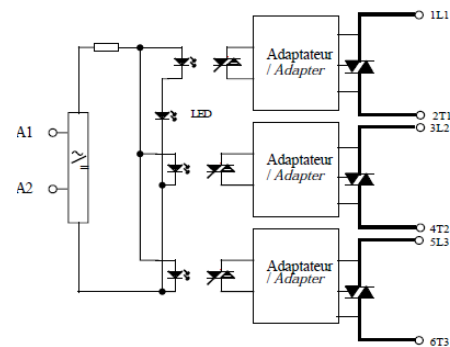 1L1
Adaptateur
/ Adapter
LED
2T1
3L2
A1
Adaptateur
/ Adapter
A2
4T2
5L3
Adaptateur
/ Adapter
6T3